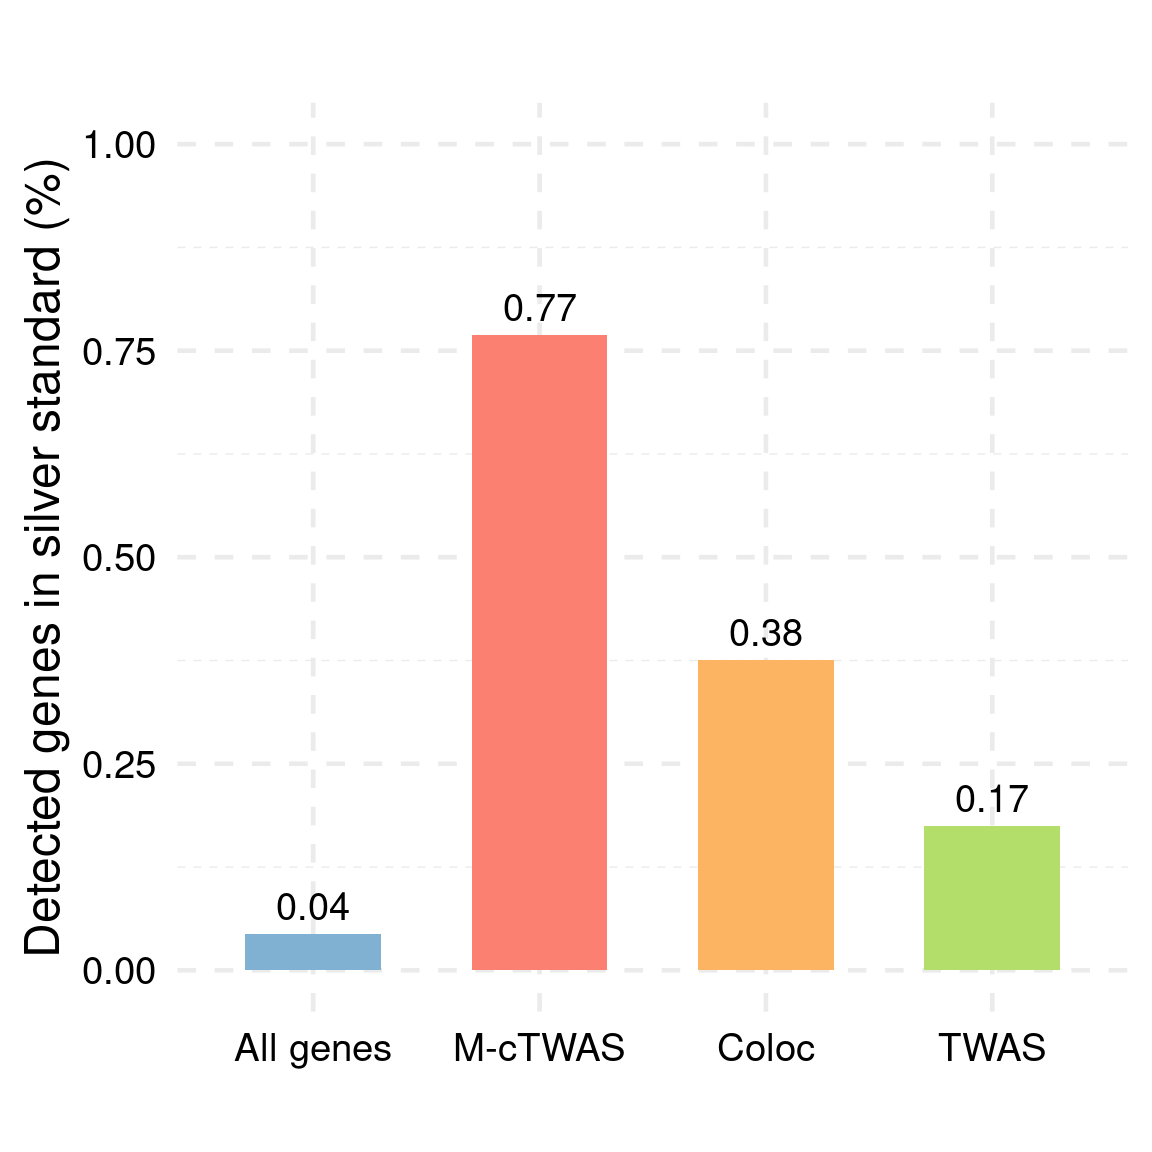 Detected genes in silver standard (%)
1.00
0.75
0.50
0.25
0.00
0.04
0.77
0.38
0.17
All genes
M-cTWAS
Coloc
TWAS